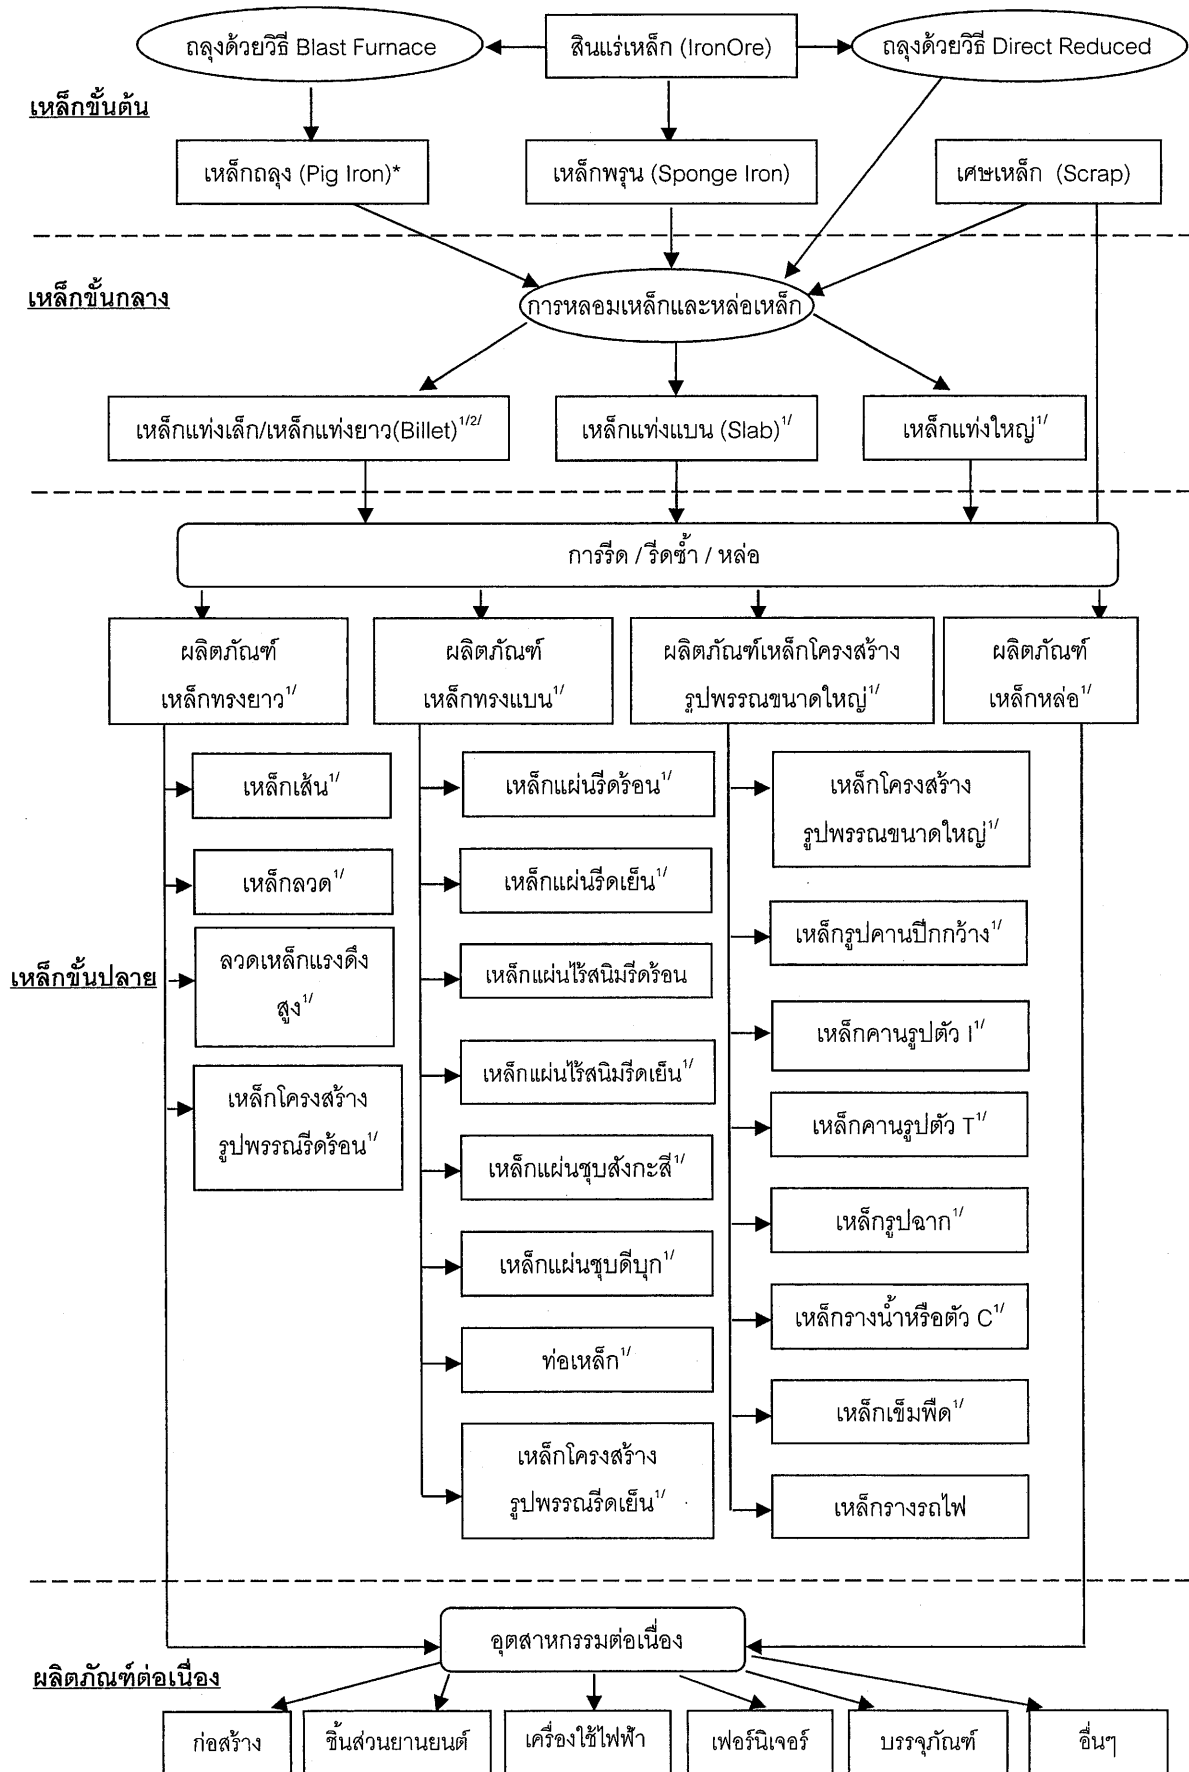 ถลุงด้วยวิธี Blast Furnace
สินแร่เหล็ก (IronOre)
ถลุงด้วยวิธี Direct Reduced
เหล็กขั้นต้น
เหล็กถลุง (Pig Iron)*
เหล็กพรุน (Sponge Iron)
เศษเหล็ก (Scrap)
เหล็กขั้นกลาง
การหลอมเหล็กและหล่อเหล็ก
เหล็กแท่งเล็ก/เหล็กแท่งยาว(Billet)1/2/
เหล็กแท่งแบน (Slab)1/
เหล็กแท่งใหญ่1/
การรีด / รีดซ้ำ / หล่อ
ผลิตภัณฑ์
เหล็กทรงยาว1/
ผลิตภัณฑ์
เหล็กทรงแบน1/
ผลิตภัณฑ์เหล็กโครงสร้าง
รูปพรรณขนาดใหญ่1/
ผลิตภัณฑ์
เหล็กหล่อ1/
เหล็กขั้นปลาย
เหล็กเส้น1/
เหล็กลวด1/
ลวดเหล็กแรงดึง
สูง1/
เหล็กโครงสร้าง
รูปพรรณรีดร้อน1/
เหล็กแผ่นรีดร้อน1/
เหล็กแผ่นรีดเย็น1/
เหล็กแผ่นไร้สนิมรีดร้อน
เหล็กแผ่นไร้สนิมรีดเย็น1/
เหล็กแผ่นชุบสังกะสี1/
เหล็กแผ่นชุบดีบุก1/
ท่อเหล็ก1/
เหล็กโครงสร้าง
รูปพรรณรีดเย็น1/
เหล็กโครงสร้าง
รูปพรรณขนาดใหญ่1/
เหล็กรูปคานปีกกว้าง1/
เหล็กคานรูปตัว I1/
เหล็กคานรูปตัว T1/
เหล็กรูปฉาก1/
เหล็กรางน้ำหรือตัว C1/
เหล็กเข็มพืด1/
เหล็กรางรถไฟ
อุตสาหกรรมต่อเนื่อง
ผลิตภัณฑ์ต่อเนื่อง
ก่อสร้าง
ชิ้นส่วนยานยนต์
เครื่องใช้ไฟฟ้า
เฟอร์นิเจอร์
บรรจุภัณฑ์
อื่นๆ